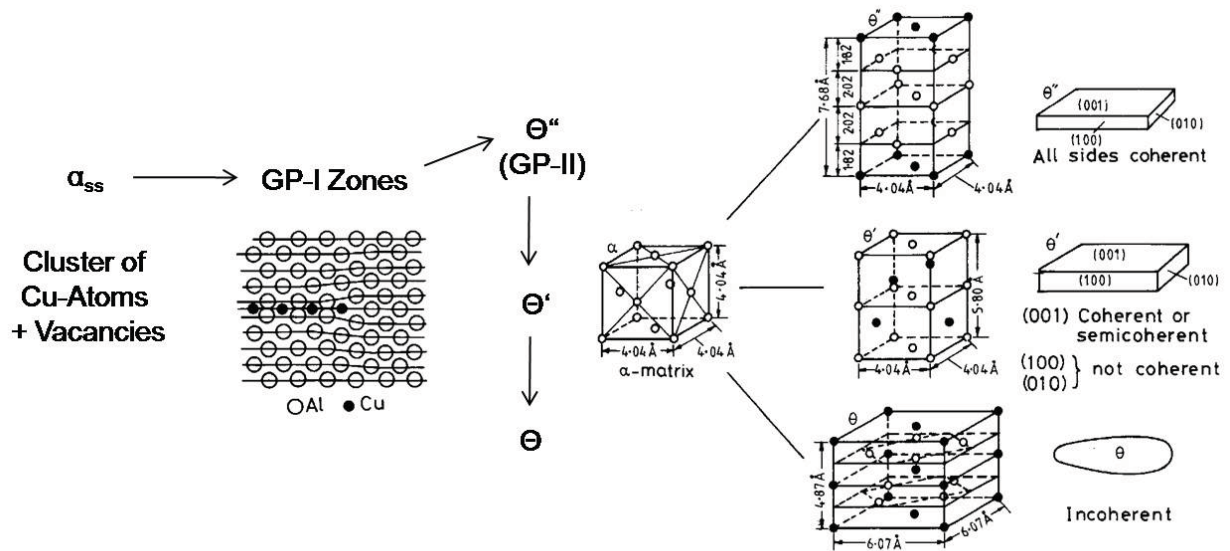 α_ss
GP-I Zones
Θ“
(GP-II)
Θ‘
Θ
Cluster of
Cu-Atoms
+ Vacancies
Al Cu
α
4·04Å
4·04Å
4·04Å
α-matrix
θ"
1·82
2·02
2·02
1·82
7·68Å
4·04Å
4·04Å
θ"
(001)
(100)
(010)
All sides coherent
θ'
5·80 Å
4·04Å
4·04Å
θ'
(001)
(100)
(010)
(001) Coherent or
semicoherent
(100)
(010)
} not coherent
θ
4·87Å
6·07Å
6·07Å
θ
Incoherent